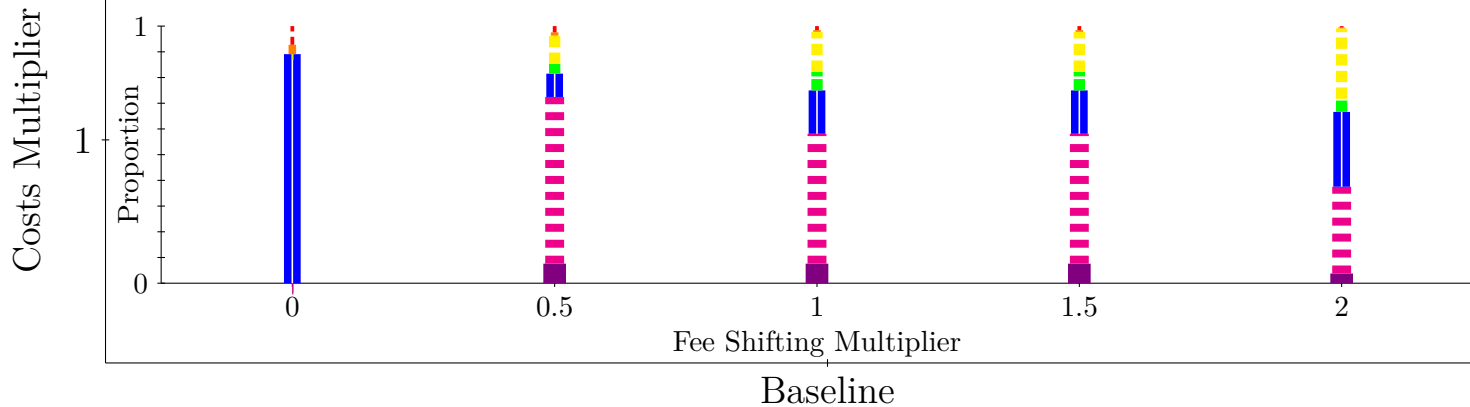 Costs Multiplier
1
Proportion
1
0
0 0.5 1 1.5 2
Fee Shifting Multiplier
Baseline